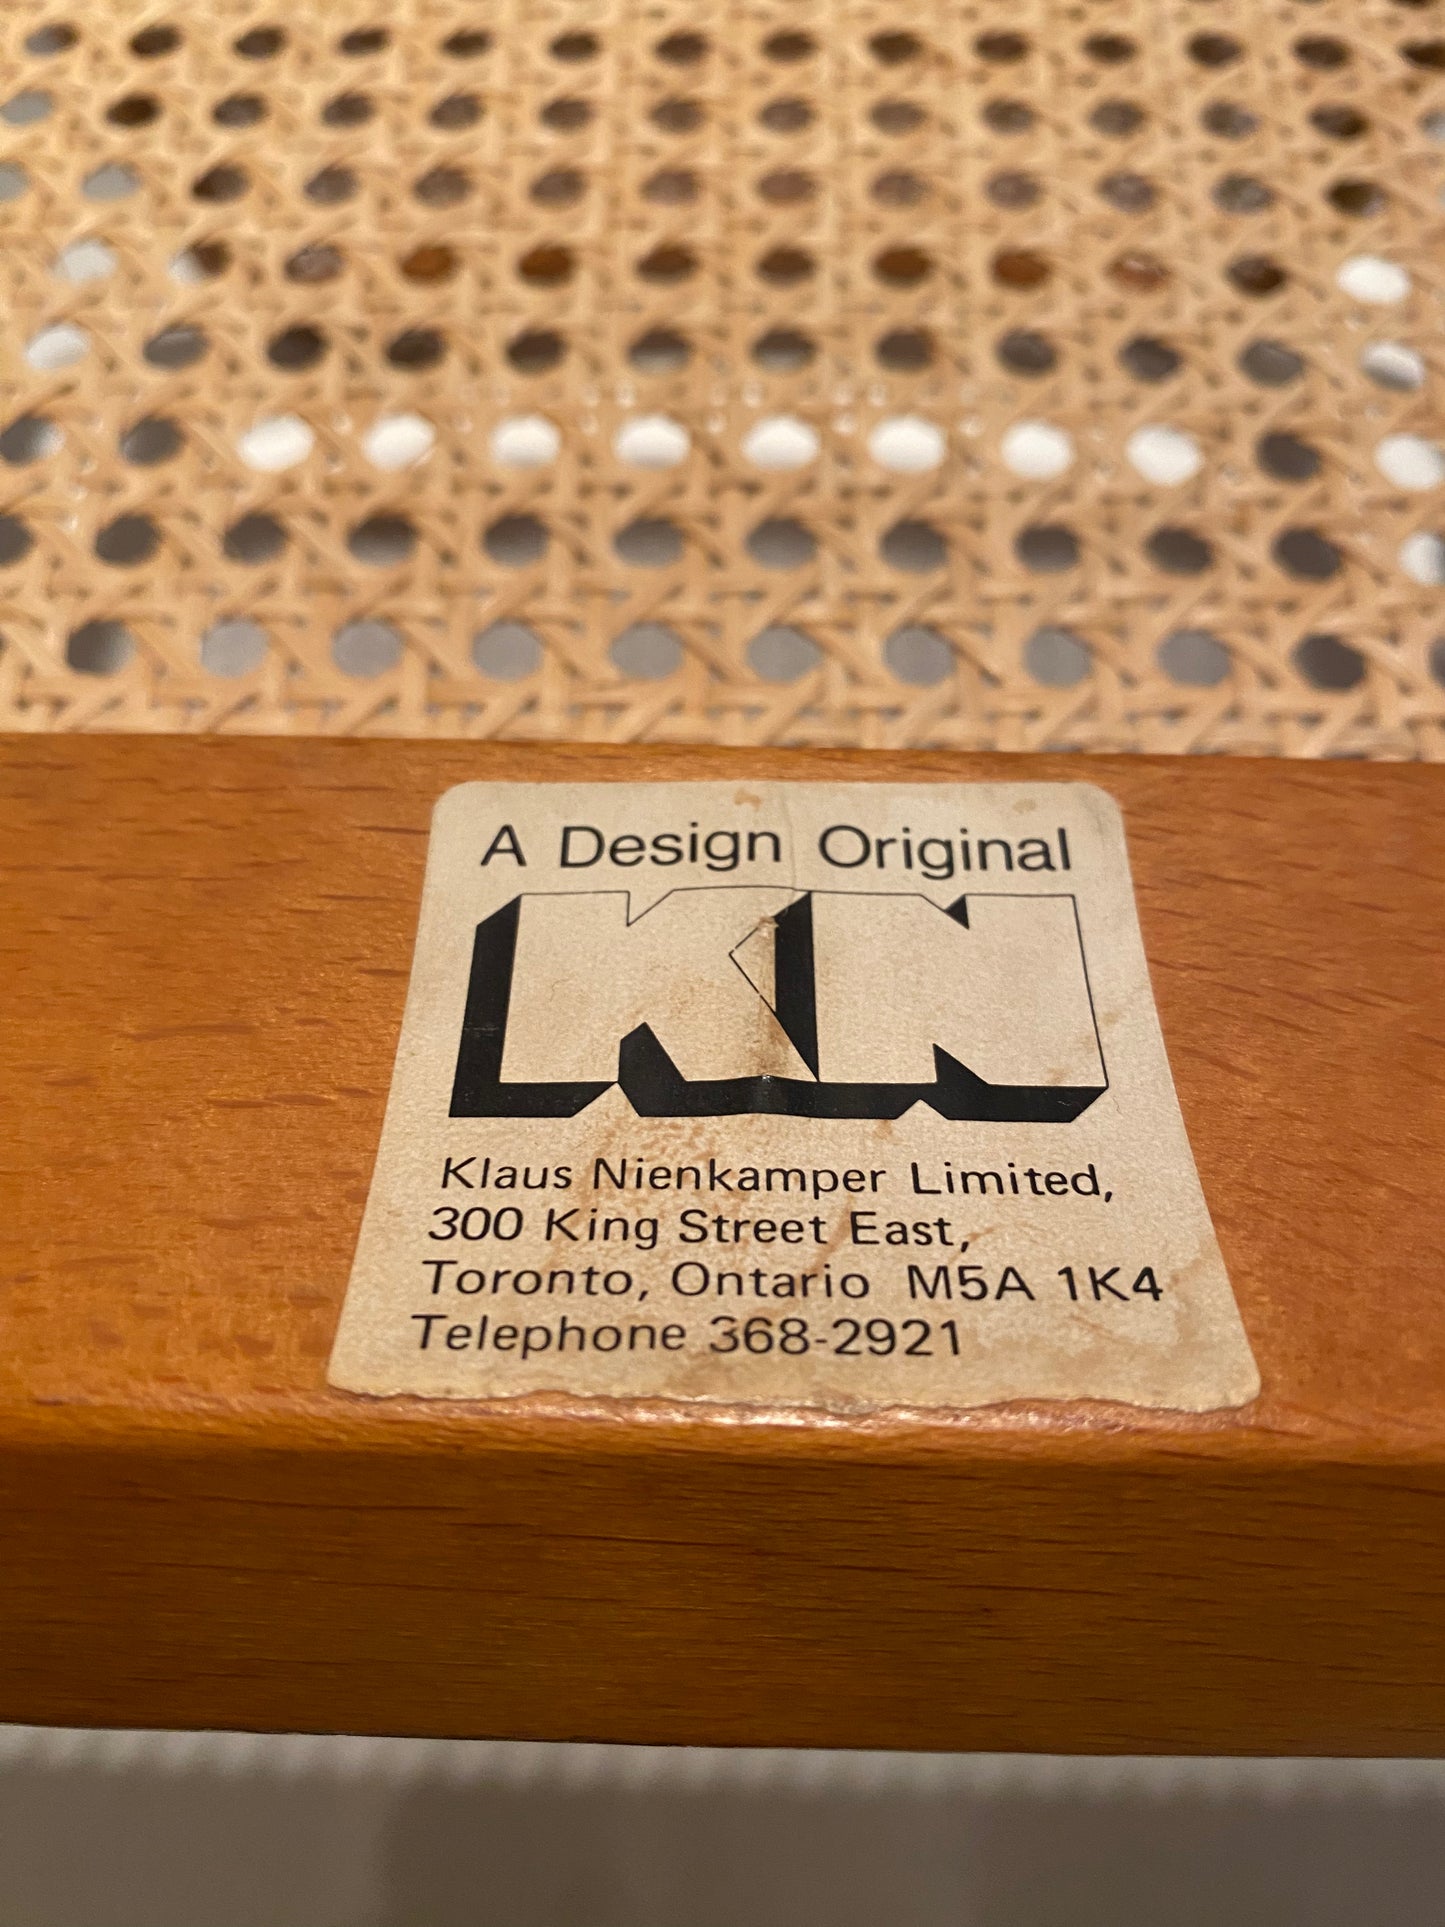 A Design Original
KN
Klaus Nienkamper Limited,
300 King Street East,
Toronto, Ontario M5A 1K4
Telephone 368-2921